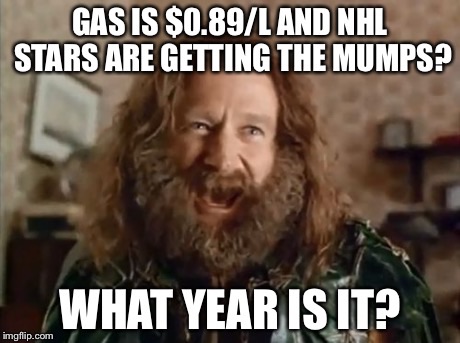 GAS IS $0.89/L AND NHL
STARS ARE GETTING THE MUMPS?
WHAT YEAR IS IT?
imgflip.com